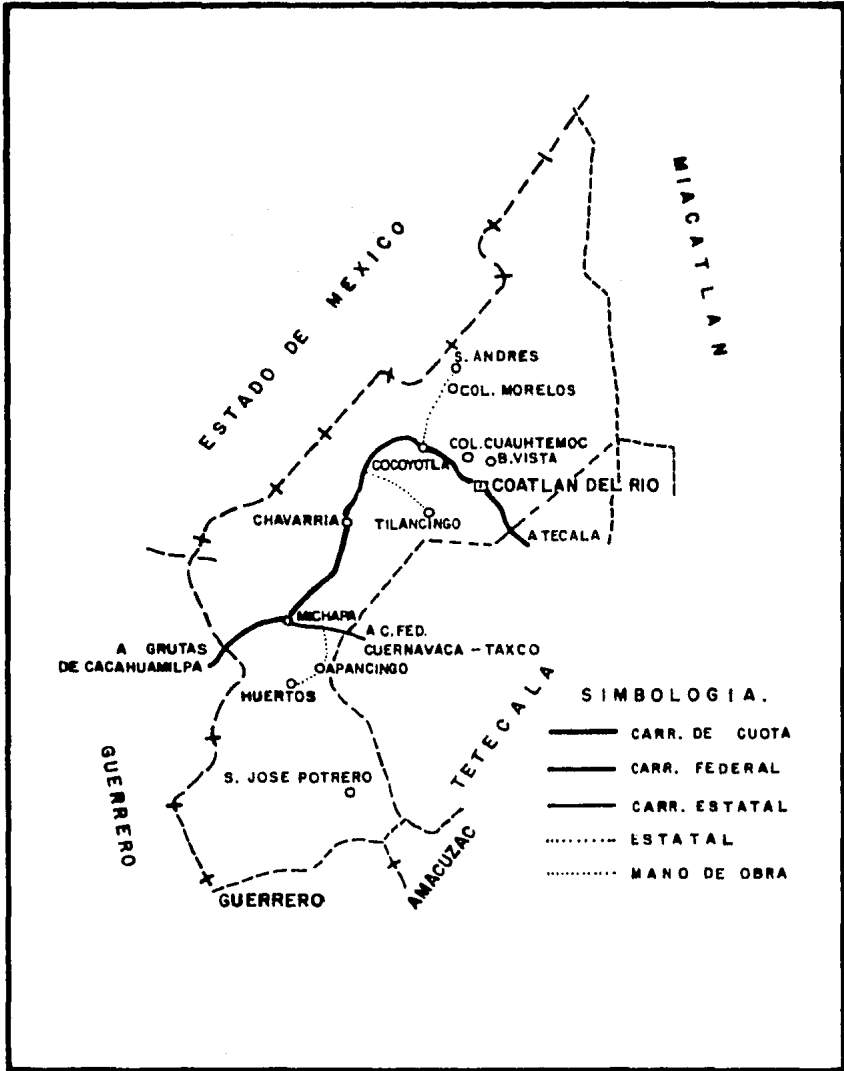 MIACATLAN
ESTADO DE MEXICO
S. ANDRES
COL. MORELOS
COL. CUAUHTEMOC
B. VISTA
COCOYOTLA
COATLAN DEL RIO
CHAVARRIA
TILANCINGO
A TECALA
MICHAPA
A C. FED.
CUERNAVACA - TAXCO
A GRUTAS
DE CACAHUAMILPA
APANCINGO
HUERTOS
TETECALA
GUERRERO
S. JOSE POTRERO
AMACUZAC
GUERRERO
SIMBOLOGIA.
CARR. DE CUOTA
CARR. FEDERAL
CARR. ESTATAL
ESTATAL
MANO DE OBRA